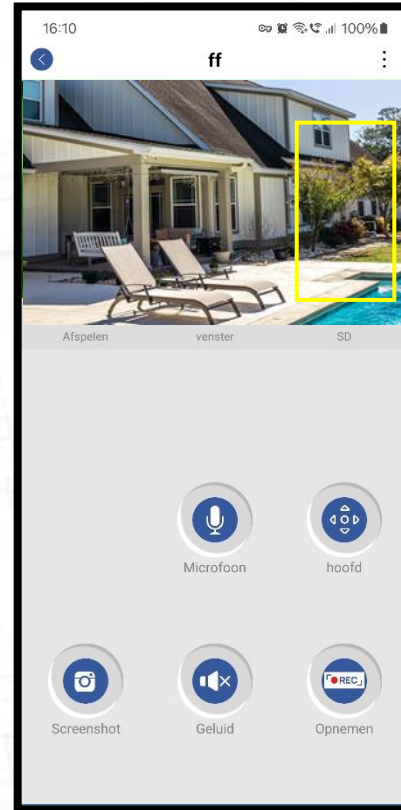 16:10 100%
ff
Afspelen venster SD
Microfoon hoofd
REC
Screenshot Geluid Opnemen